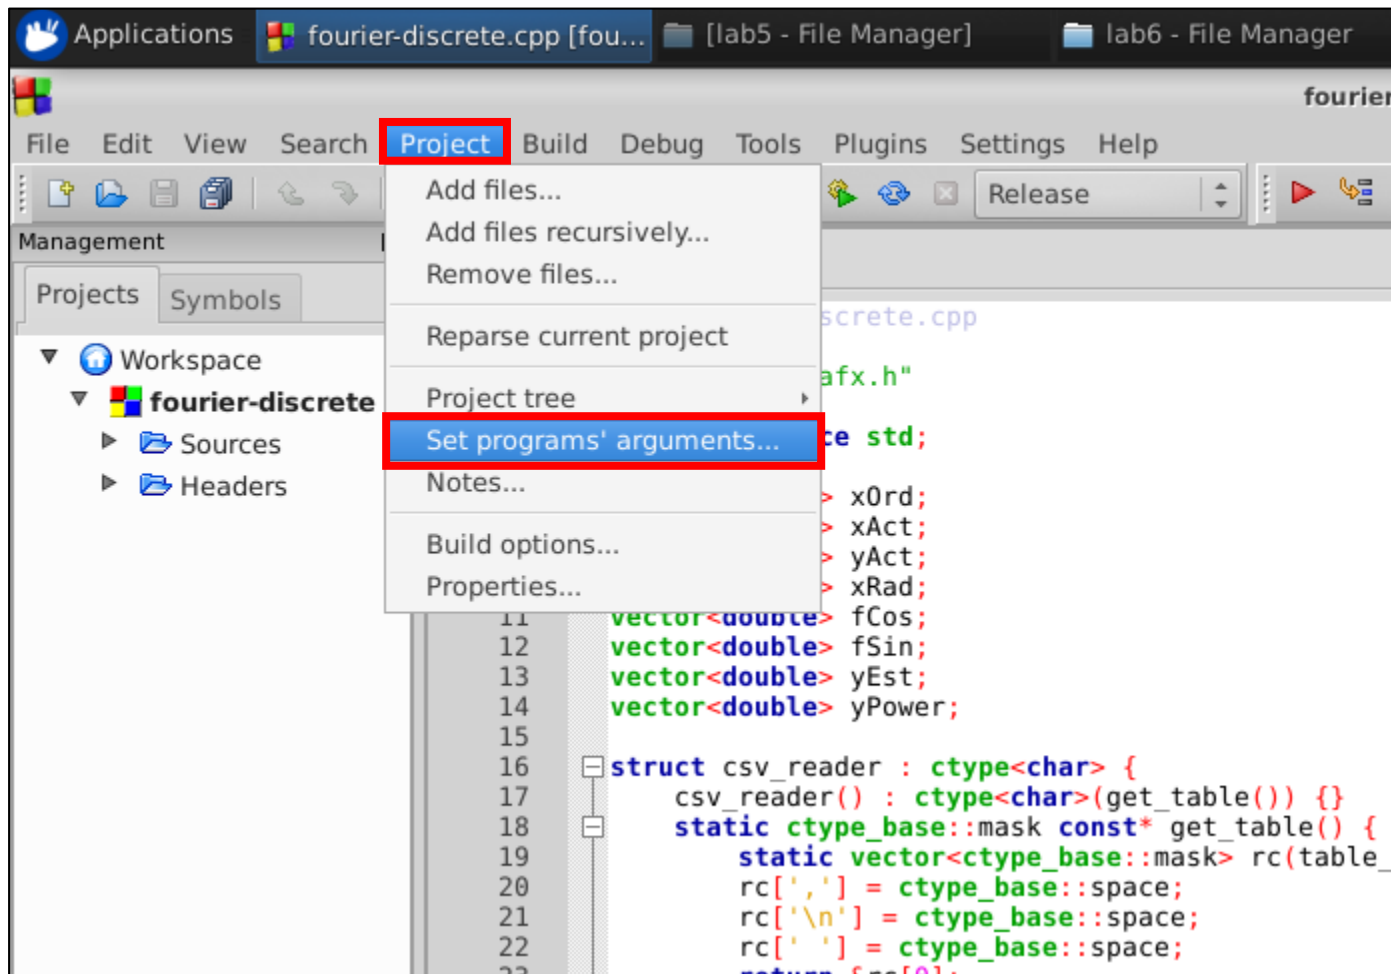 Applications fourier-discrete.cpp [fou... [lab5 - File Manager] lab6 - File Manager
fourier
File Edit View Search Project Build Debug Tools Plugins Settings Help
Release
Add files...
Add files recursively...
Remove files...
Reparse current project
Project tree
Set programs' arguments...
Notes...
Build options...
Properties...
Management
Projects Symbols
Workspace
fourier-discrete
Sources
Headers
screte.cpp
afx.h"
ce std;
> xOrd;
> xAct;
> yAct;
> xRad;
11 vector<double> fCos;
12 vector<double> fSin;
13 vector<double> yEst;
14 vector<double> yPower;
15
16 struct csv_reader : ctype<char> {
17 csv_reader() : ctype<char>(get_table()) {}
18 static ctype_base::mask const* get_table() {
19 static vector<ctype_base::mask> rc(table_
20 rc[','] = ctype_base::space;
21 rc['\n'] = ctype_base::space;
22 rc[' '] = ctype_base::space;
23 return &rc[0];